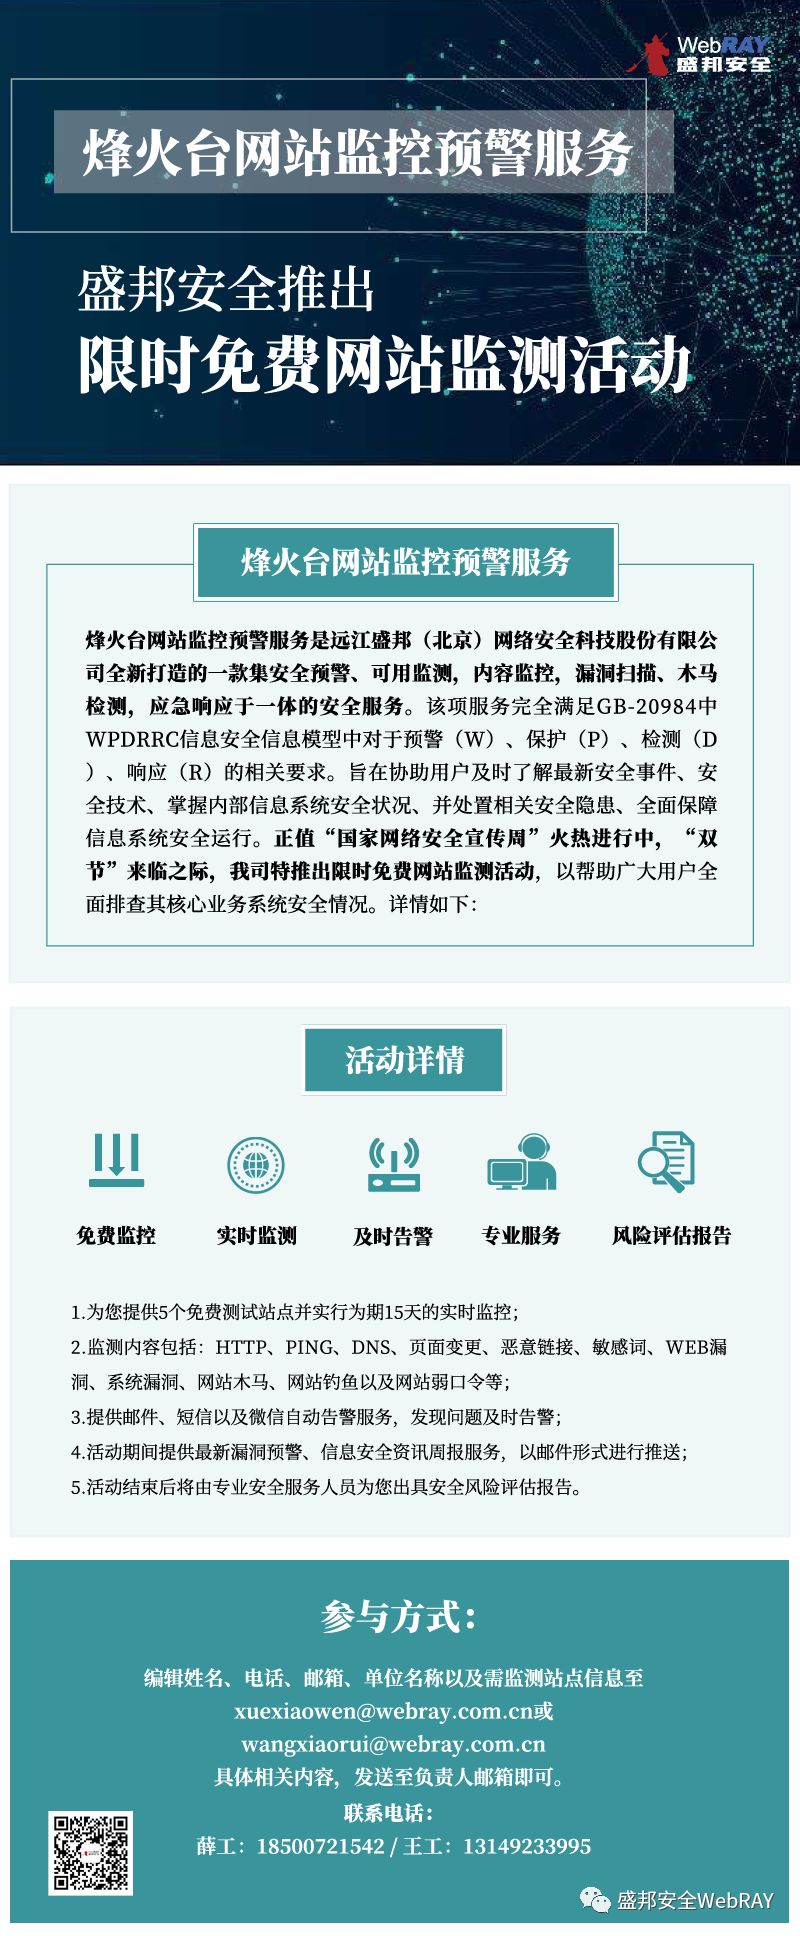 WebRAY
盛邦安全
烽火台网站监控预警服务
盛邦安全推出
限时免费网站监测活动
烽火台网站监控预警服务
烽火台网站监控预警服务是远江盛邦（北京）网络安全科技股份有限公
司全新打造的一款集安全预警、可用监测，内容监控，漏洞扫描、木马
检测，应急响应于一体的安全服务。该项服务完全满足GB-20984中
WPDRRC信息安全信息模型中对于预警（W）、保护（P）、检测（D
）、响应（R）的相关要求。旨在协助用户及时了解最新安全事件、安
全技术、掌握内部信息系统安全状况、并处置相关安全隐患、全面保障
信息系统安全运行。正值“国家网络安全宣传周”火热进行中，“双
节”来临之际，我司特推出限时免费网站监测活动，以帮助广大用户全
面排查其核心业务系统安全情况。详情如下：
活动详情
免费监控 实时监测 及时告警 专业服务 风险评估报告
1.为您提供5个免费测试站点并实行为期15天的实时监控；
2.监测内容包括：HTTP、PING、DNS、页面变更、恶意链接、敏感词、WEB漏
洞、系统漏洞、网站木马、网站钓鱼以及网站弱口令等；
3.提供邮件、短信以及微信自动告警服务，发现问题及时告警；
4.活动期间提供最新漏洞预警、信息安全资讯周报服务，以邮件形式进行推送；
5.活动结束后将由专业安全服务人员为您出具安全风险评估报告。
参与方式：
编辑姓名、电话、邮箱、单位名称以及需监测站点信息至
xuexiaowen@webray.com.cn或
wangxiaorui@webray.com.cn
具体相关内容，发送至负责人邮箱即可。
联系电话：
薛工：18500721542 / 王工：13149233995
盛邦安全WebRAY